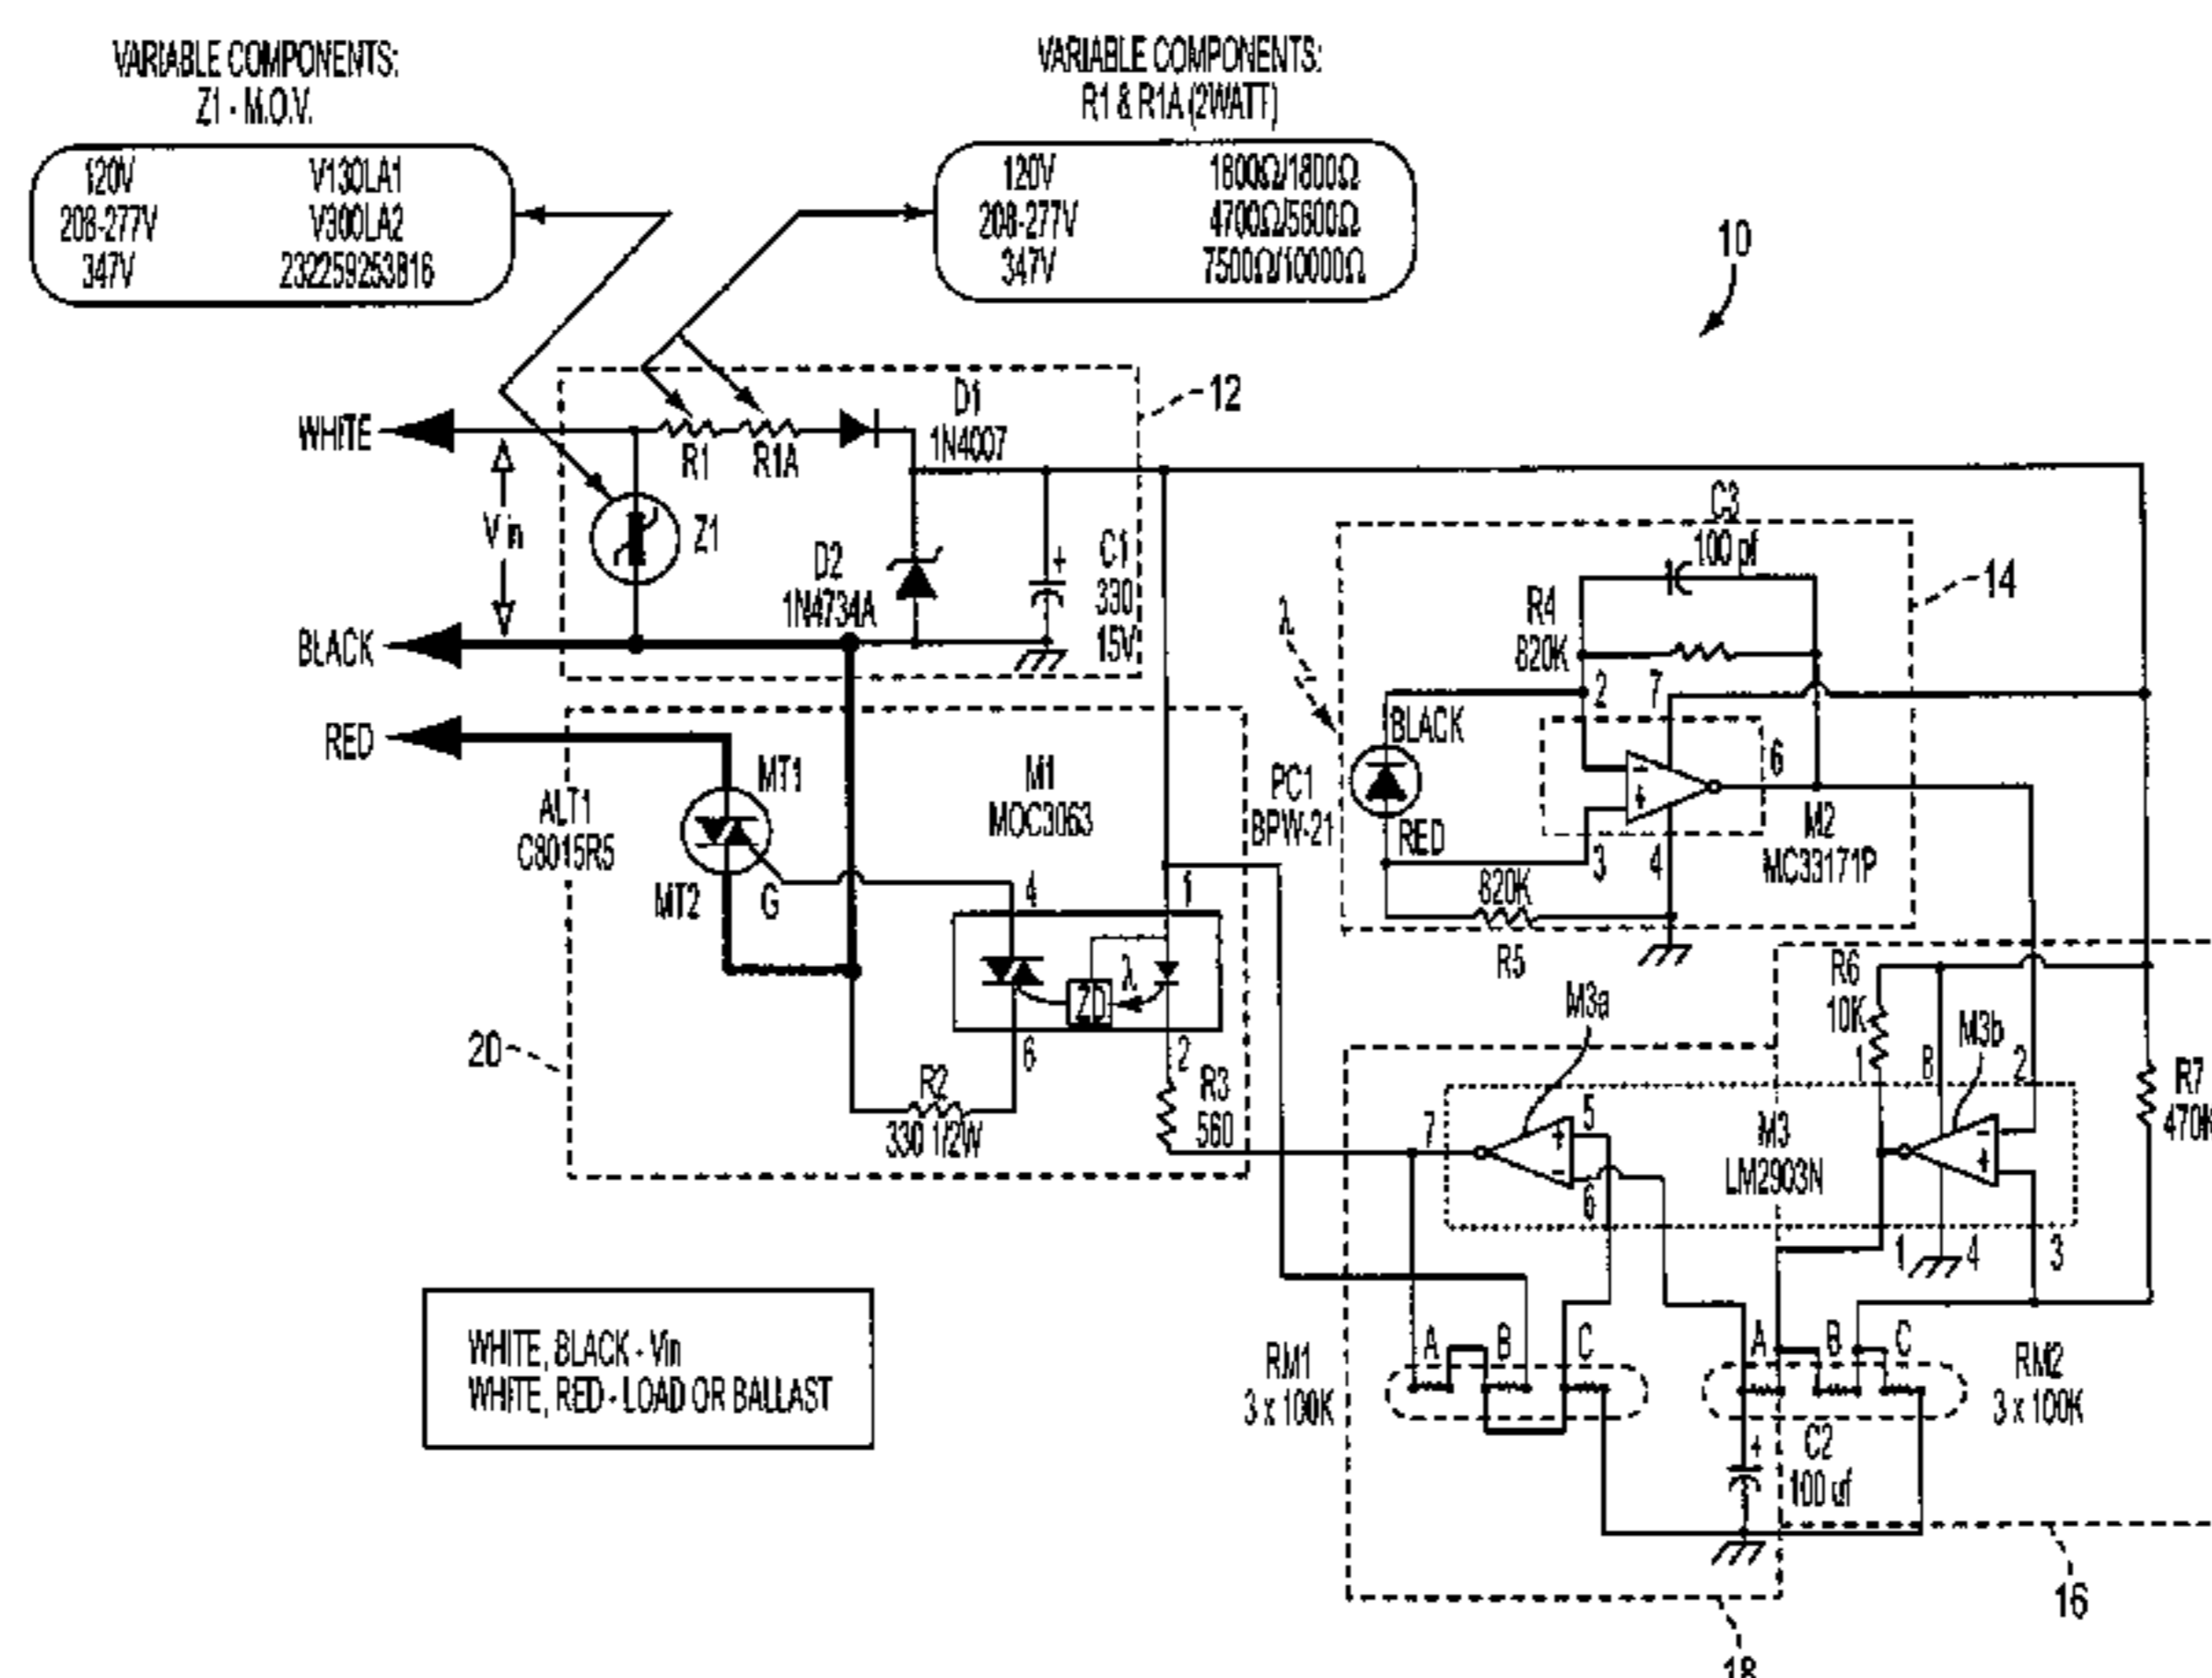 VARIABLE COMPONENTS:
Z1 - M.O.V.
120V V130LA1
208-277V V300LA2
347V 232259253816
VARIABLE COMPONENTS:
R1 & R1A (2WATT)
120V 1800Ω/1800Ω
208-277V 4700Ω/5600Ω
347V 7500Ω/10000Ω
10
12
WHITE
Vin
BLACK
RED
R1
R1A
D1
1N4007
Z1
D2
1N4734A
C1
330
15V
+
14
C3
100 pf
R4
820K
λ
2
7
BLACK
PC1
BPW-21
RED
6
3
4
M2
MC33171P
820K
R5
ALT1
C8015R5
MT1
MT2
G
M1
MOC3063
4
1
ZD
λ
6
2
R2
330 1/2W
R3
560
20
M3a
R6
10K
1
8
M3b
2
R7
470K
7
5
6
M3
LM2903N
1
4
3
RM1
3 x 100K
A
B
C
A
B
C
RM2
3 x 100K
+
C2
100 uf
16
18
WHITE, BLACK - Vin
WHITE, RED - LOAD OR BALLAST